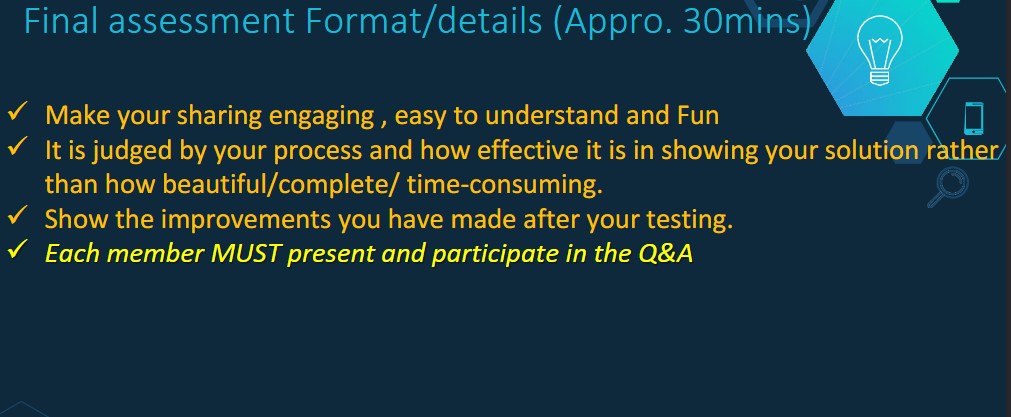 Final assessment Format/details (Appro. 30mins)
✓ Make your sharing engaging , easy to understand and Fun
✓ It is judged by your process and how effective it is in showing your solution rather
than how beautiful/complete/ time-consuming.
✓ Show the improvements you have made after your testing.
✓ Each member MUST present and participate in the Q&A